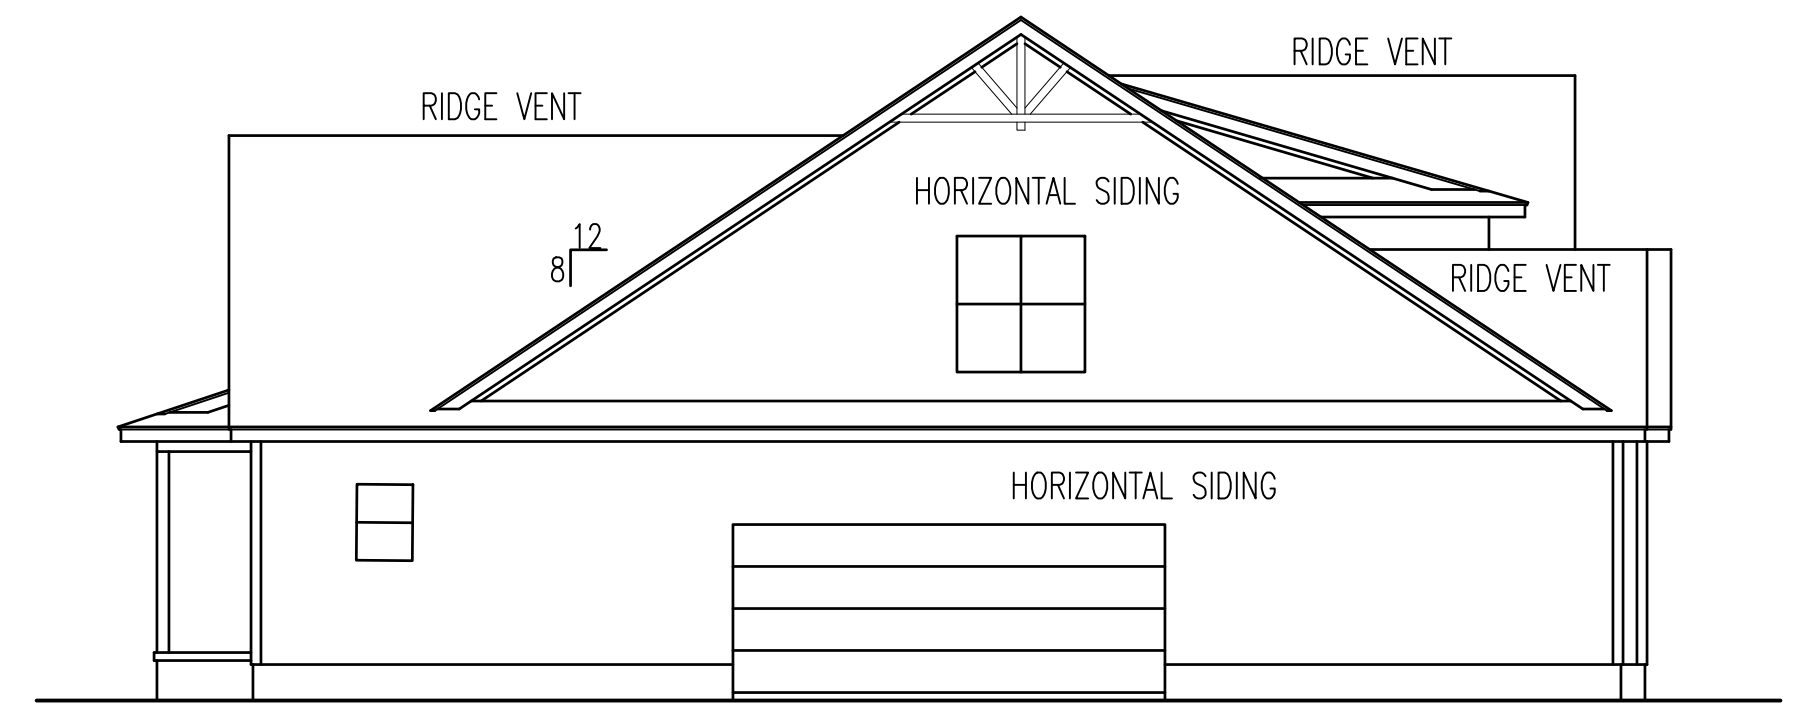 RIDGE VENT
RIDGE VENT
HORIZONTAL SIDING
12
8
RIDGE VENT
HORIZONTAL SIDING